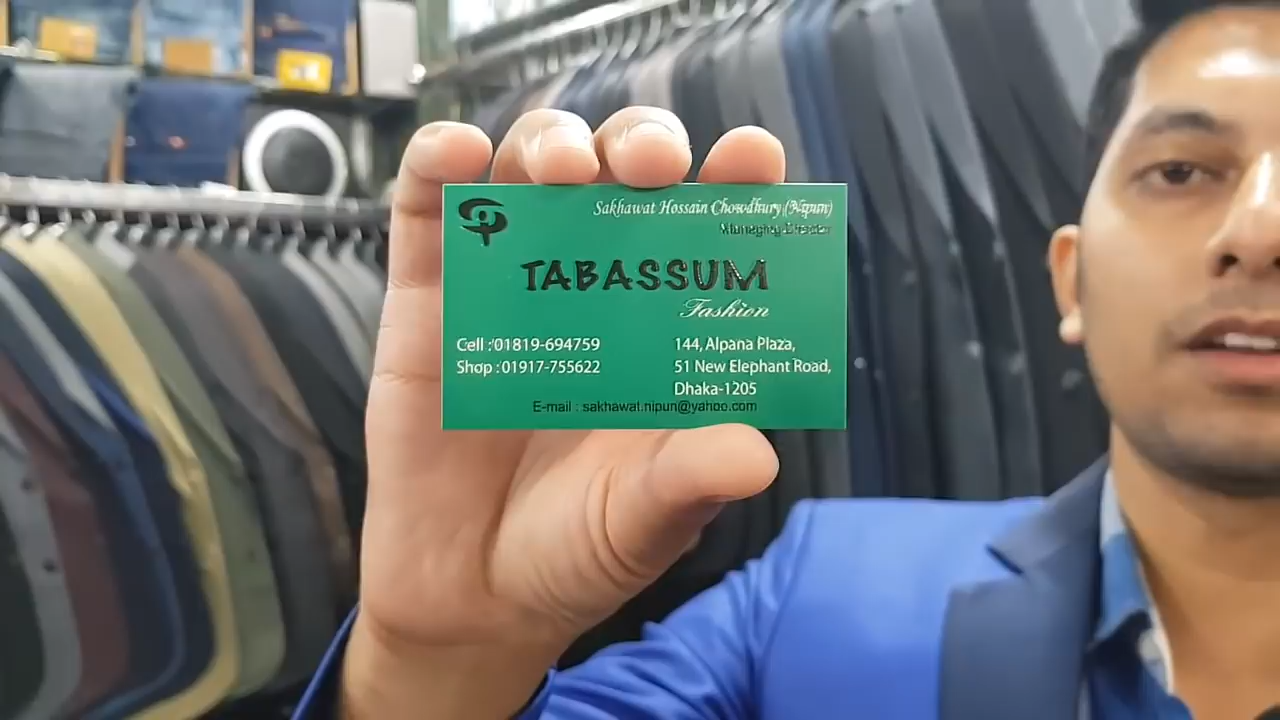 Sakhawat Hossain Chowdhury (Nipun)
Managing Director
TABASSUM
Fashion
Cell : 01819-694759
Shop : 01917-755622
144, Alpana Plaza,
51 New Elephant Road,
Dhaka-1205
E-mail : sakhawat.nipun@yahoo.com